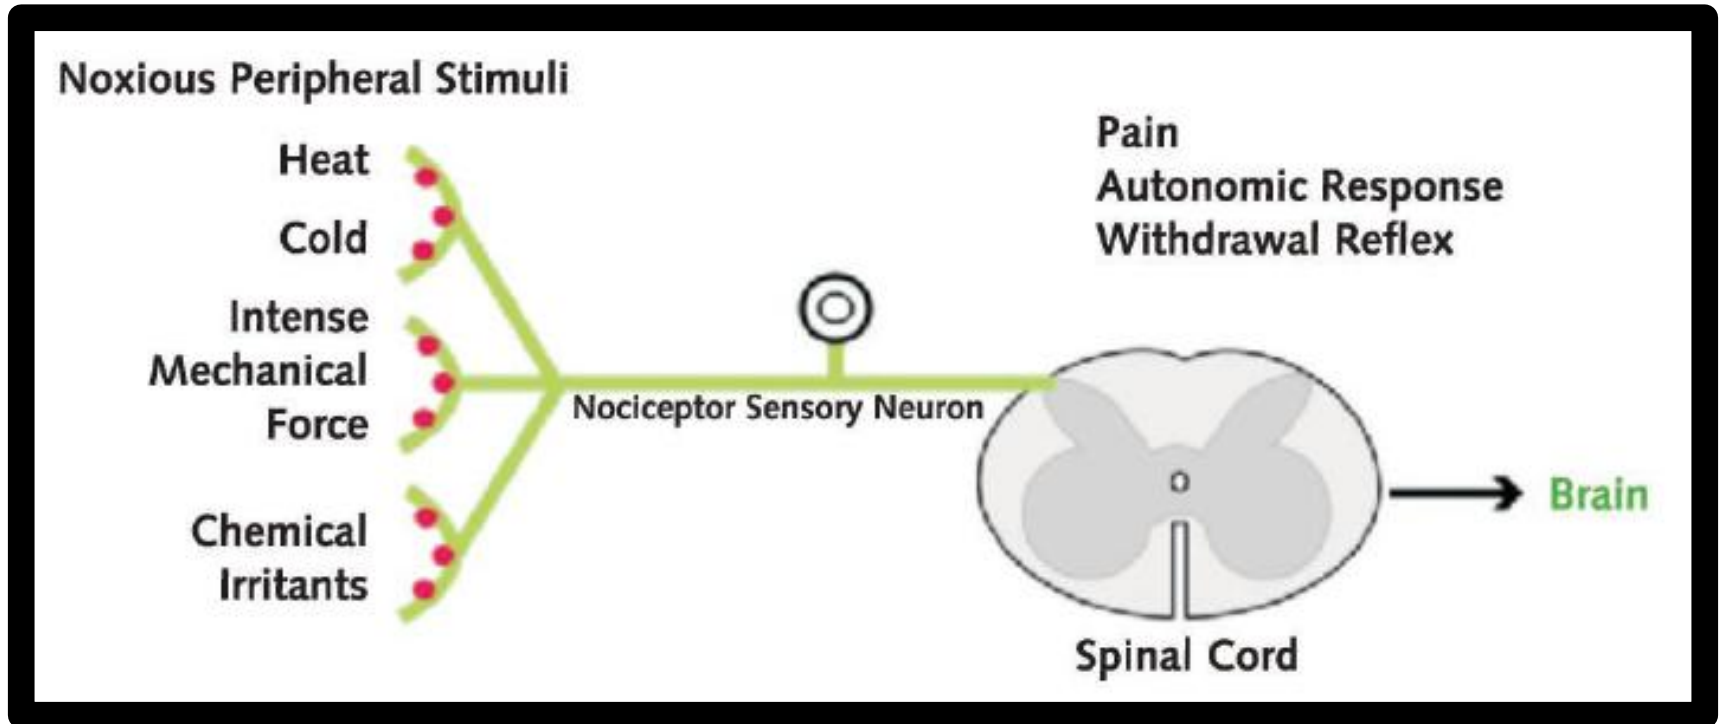 Noxious Peripheral Stimuli
Heat
Cold
Intense
Mechanical
Force
Chemical
Irritants
Nociceptor Sensory Neuron
Pain
Autonomic Response
Withdrawal Reflex
Brain
Spinal Cord